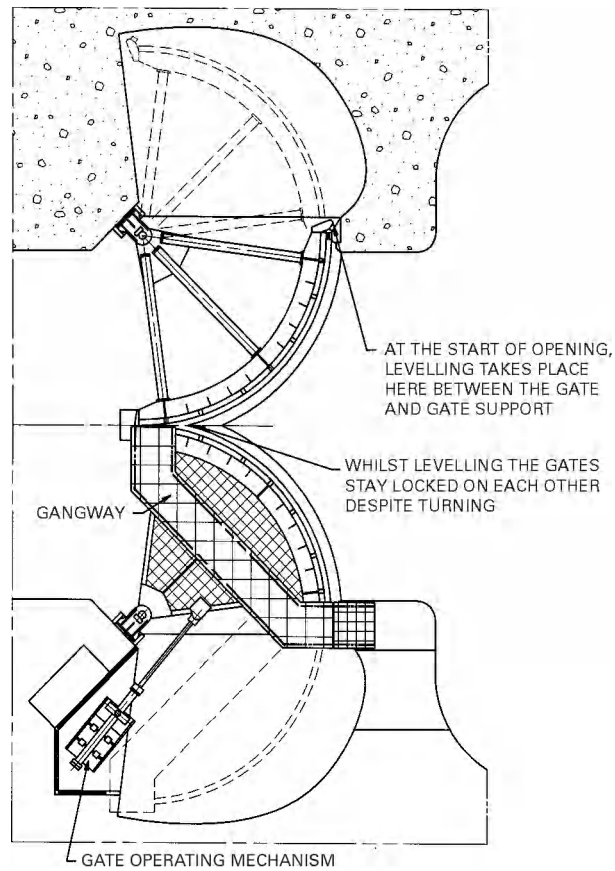 AT THE START OF OPENING,
LEVELLING TAKES PLACE
HERE BETWEEN THE GATE
AND GATE SUPPORT
WHILST LEVELLING THE GATES
STAY LOCKED ON EACH OTHER
DESPITE TURNING
GANGWAY
GATE OPERATING MECHANISM